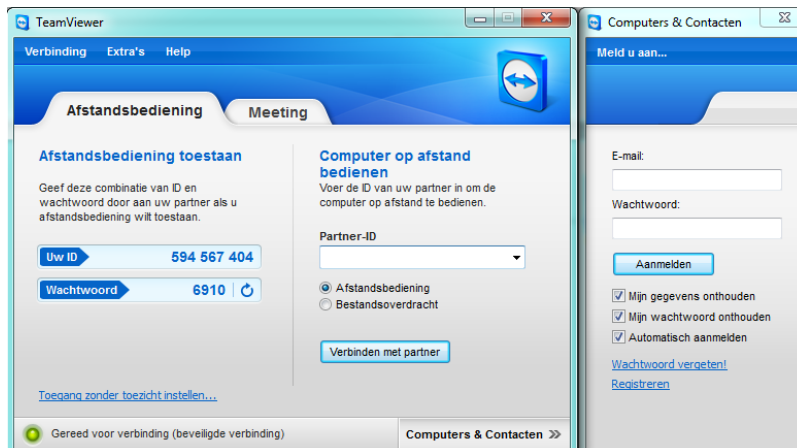 TeamViewer
Verbinding Extra's Help
Afstandsbediening Meeting
Afstandsbediening toestaan
Geef deze combinatie van ID en
wachtwoord door aan uw partner als u
afstandsbediening wilt toestaan.
Uw ID 594 567 404
Wachtwoord 6910
Toegang zonder toezicht instellen...
Computer op afstand
bedienen
Voer de ID van uw partner in om de
computer op afstand te bedienen.
Partner-ID
Afstandsbediening
Bestandsoverdracht
Verbinden met partner
Gereed voor verbinding (beveiligde verbinding)
Computers & Contacten >>
Computers & Contacten
Meld u aan...
E-mail:
Wachtwoord:
Aanmelden
Mijn gegevens onthouden
Mijn wachtwoord onthouden
Automatisch aanmelden
Wachtwoord vergeten!
Registreren